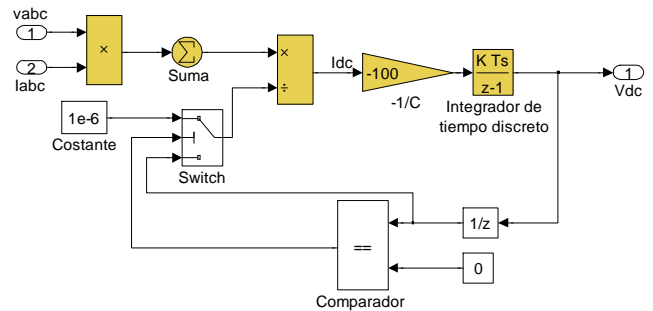 vabc
1
2
Iabc
×
Σ
Suma
×
÷
Idc
-100
-1/C
K Ts
z-1
Integrador de
tiempo discreto
1
Vdc
1e-6
Costante
Switch
1/z
==
0
Comparador